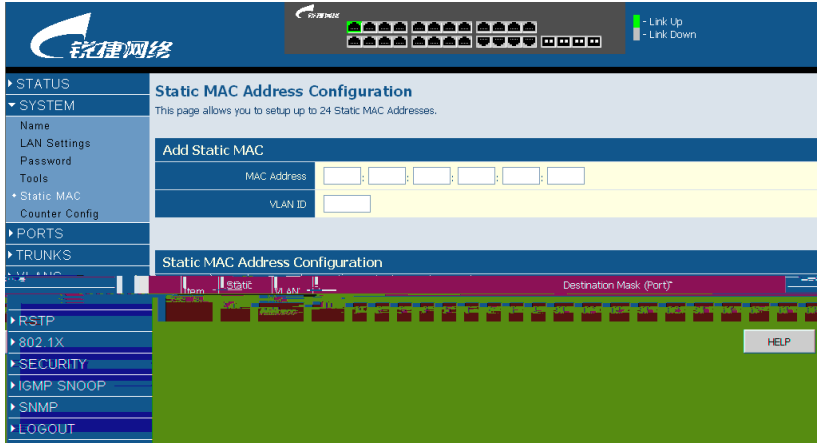 锐捷网络
- Link Up
- Link Down
STATUS
SYSTEM
Name
LAN Settings
Password
Tools
Static MAC
Counter Config
PORTS
TRUNKS
VLANS
RSTP
802.1X
SECURITY
IGMP SNOOP
SNMP
LOGOUT
Static MAC Address Configuration
This page allows you to setup up to 24 Static MAC Addresses.
Add Static MAC
MAC Address : : : : :
VLAN ID
Static MAC Address Configuration
Item Static VLAN Destination Mask (Port)
HELP